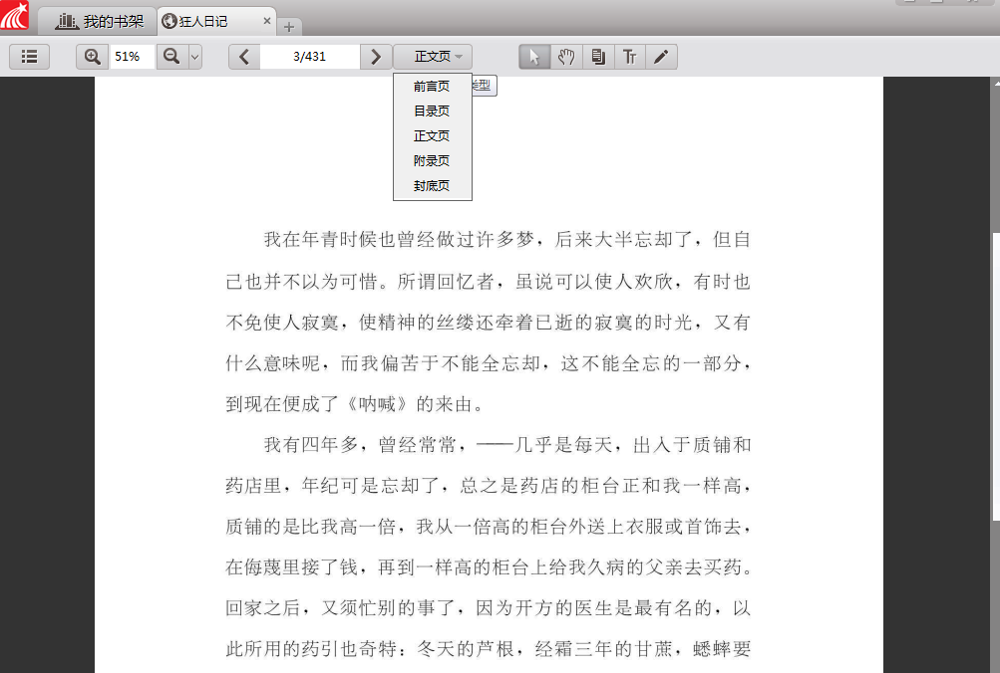 我的书架
狂人日记
51%
3/431
正文页
前言页
目录页
正文页
附录页
封底页
型
我在年青时候也曾经做过许多梦，后来大半忘却了，但自
己也并不以为可惜。所谓回忆者，虽说可以使人欢欣，有时也
不免使人寂寞，使精神的丝缕还牵着已逝的寂寞的时光，又有
什么意味呢，而我偏苦于不能全忘却，这不能全忘的一部分，
到现在便成了《呐喊》的来由。
我有四年多，曾经常常，——几乎是每天，出入于质铺和
药店里，年纪可是忘却了，总之是药店的柜台正和我一样高，
质铺的是比我高一倍，我从一倍高的柜台外送上衣服或首饰去，
在侮蔑里接了钱，再到一样高的柜台上给我久病的父亲去买药。
回家之后，又须忙别的事了，因为开方的医生是最有名的，以
此所用的药引也奇特：冬天的芦根，经霜三年的甘蔗，蟋蟀要